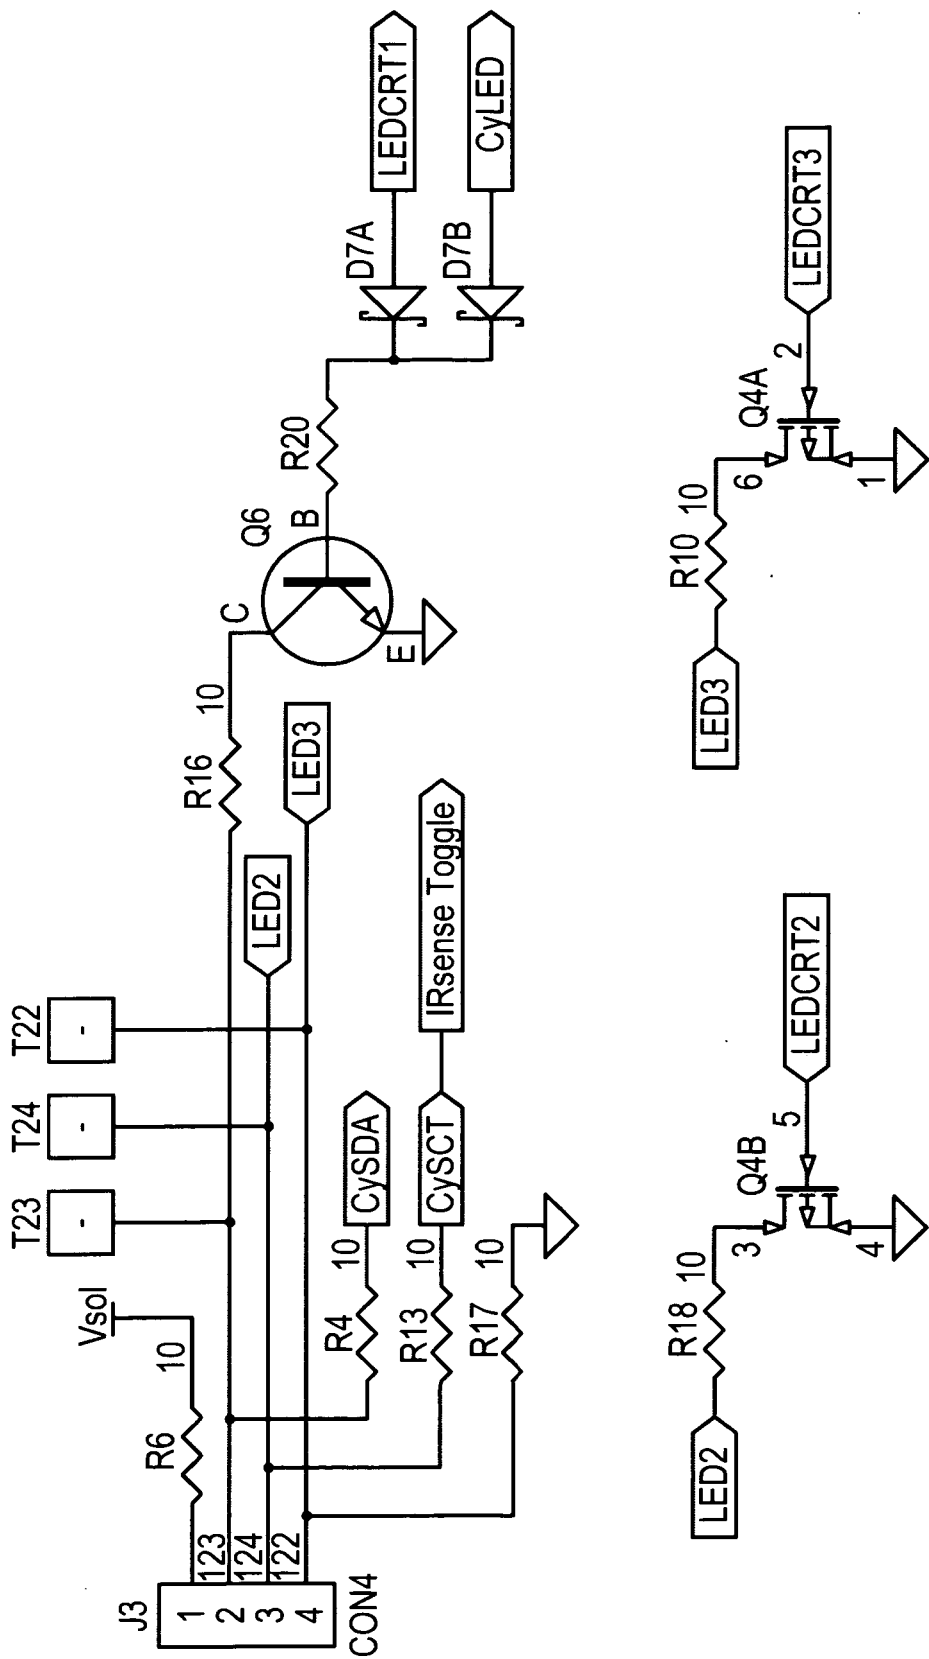 J3
1
2
3
4
CON4
123
124
122
R6
10
Vsol
T23
-
T24
-
T22
-
R4
10
CySDA
R13
10
CySCT
IRsense Toggle
R17
10
LED2
LED3
R16
10
C
Q6
B
E
R20
D7A
LEDCRT1
D7B
CyLED
LED2
R18
10
3
Q4B
5
4
LEDCRT2
LED3
R10
10
6
Q4A
2
1
LEDCRT3